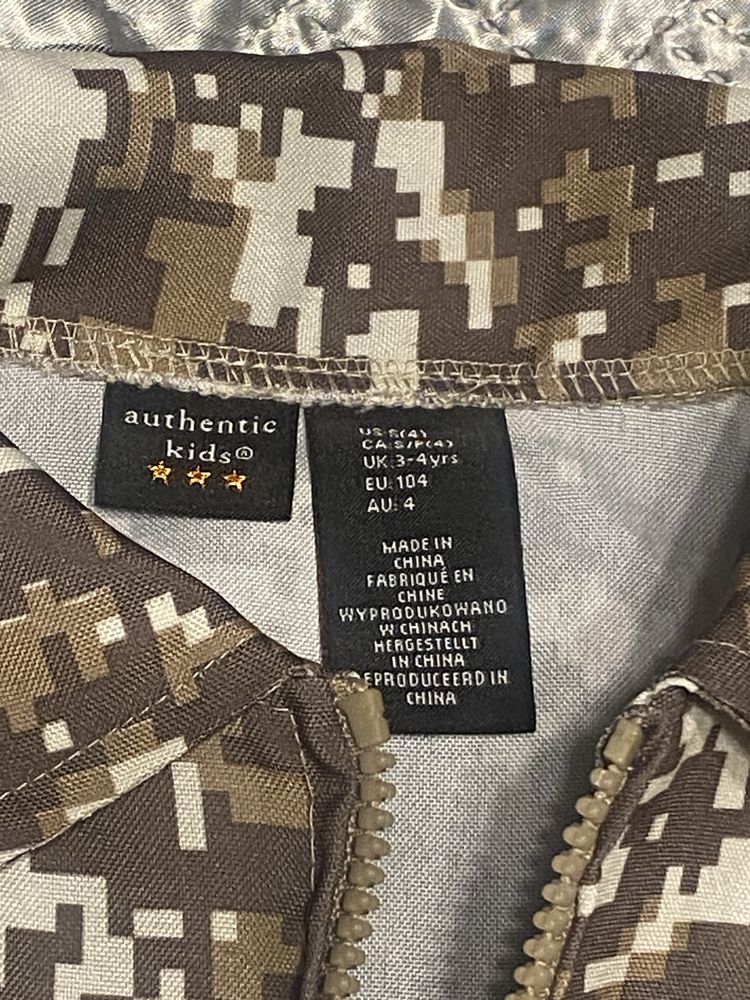 authentic
kids®
US: S(4)
CA: S/P(4)
UK: 3-4yrs
EU: 104
AU: 4
MADE IN
CHINA
FABRIQUÉ EN
CHINE
WYPRODUKOWANO
W CHINACH
HERGESTELLT
IN CHINA
EPRODUCEERD IN
CHINA